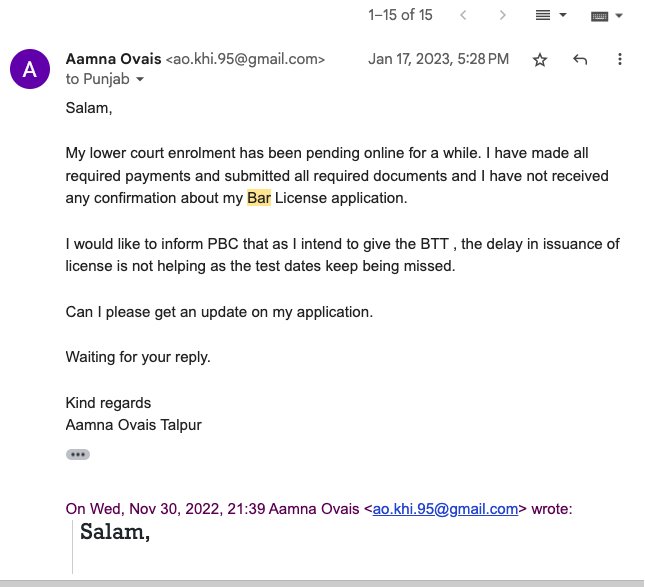 1–15 of 15
A
Aamna Ovais <ao.khi.95@gmail.com>
Jan 17, 2023, 5:28 PM
to Punjab
Salam,
My lower court enrolment has been pending online for a while. I have made all
required payments and submitted all required documents and I have not received
any confirmation about my Bar License application.
I would like to inform PBC that as I intend to give the BTT , the delay in issuance of
license is not helping as the test dates keep being missed.
Can I please get an update on my application.
Waiting for your reply.
Kind regards
Aamna Ovais Talpur
On Wed, Nov 30, 2022, 21:39 Aamna Ovais <ao.khi.95@gmail.com> wrote:
Salam,